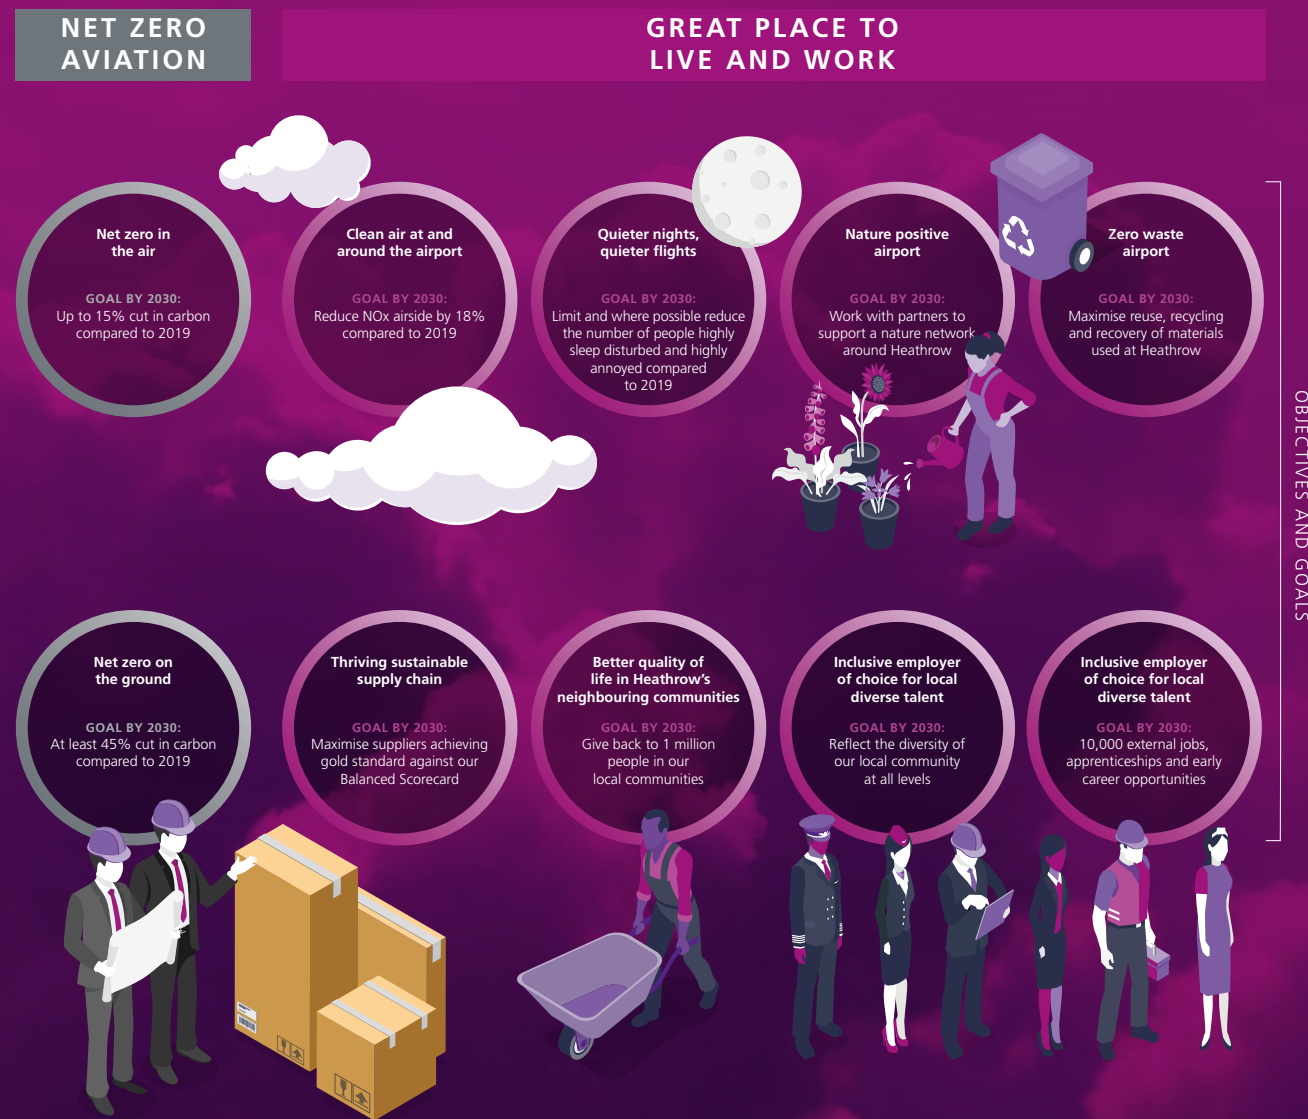 NET ZERO
AVIATION
GREAT PLACE TO
LIVE AND WORK
Net zero in
the air
GOAL BY 2030:
Up to 15% cut in carbon
compared to 2019
Clean air at and
around the airport
GOAL BY 2030:
Reduce NOx airside by 18%
compared to 2019
Quieter nights,
quieter flights
GOAL BY 2030:
Limit and where possible reduce
the number of people highly
sleep disturbed and highly
annoyed compared
to 2019
Nature positive
airport
GOAL BY 2030:
Work with partners to
support a nature network
around Heathrow
Zero waste
airport
GOAL BY 2030:
Maximise reuse, recycling
and recovery of materials
used at Heathrow
OBJECTIVES AND GOALS
Net zero on
the ground
GOAL BY 2030:
At least 45% cut in carbon
compared to 2019
Thriving sustainable
supply chain
GOAL BY 2030:
Maximise suppliers achieving
gold standard against our
Balanced Scorecard
Better quality of
life in Heathrow's
neighbouring communities
GOAL BY 2030:
Give back to 1 million
people in our
local communities
Inclusive employer
of choice for local
diverse talent
GOAL BY 2030:
Reflect the diversity of
our local community
at all levels
Inclusive employer
of choice for local
diverse talent
GOAL BY 2030:
10,000 external jobs,
apprenticeships and early
career opportunities